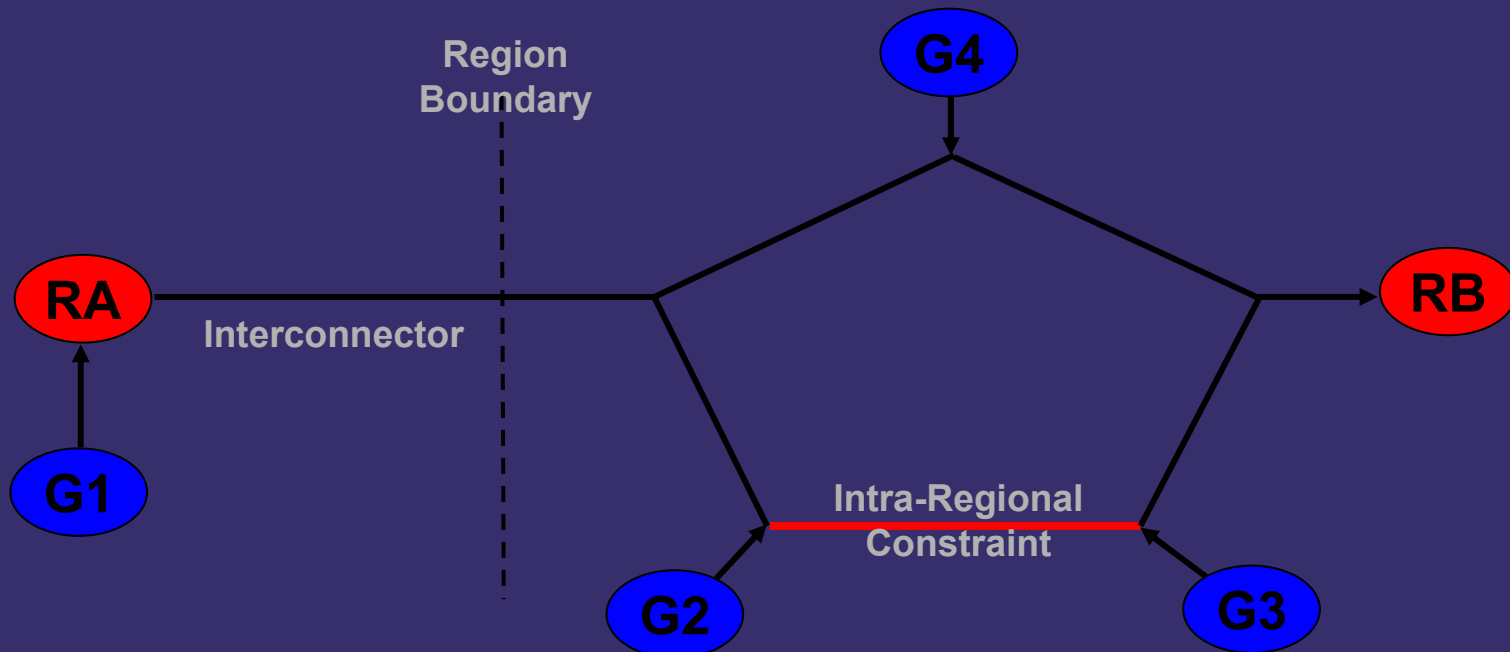 Region
Boundary
G4
RA
Interconnector
RB
G1
Intra-Regional
Constraint
G2
G3